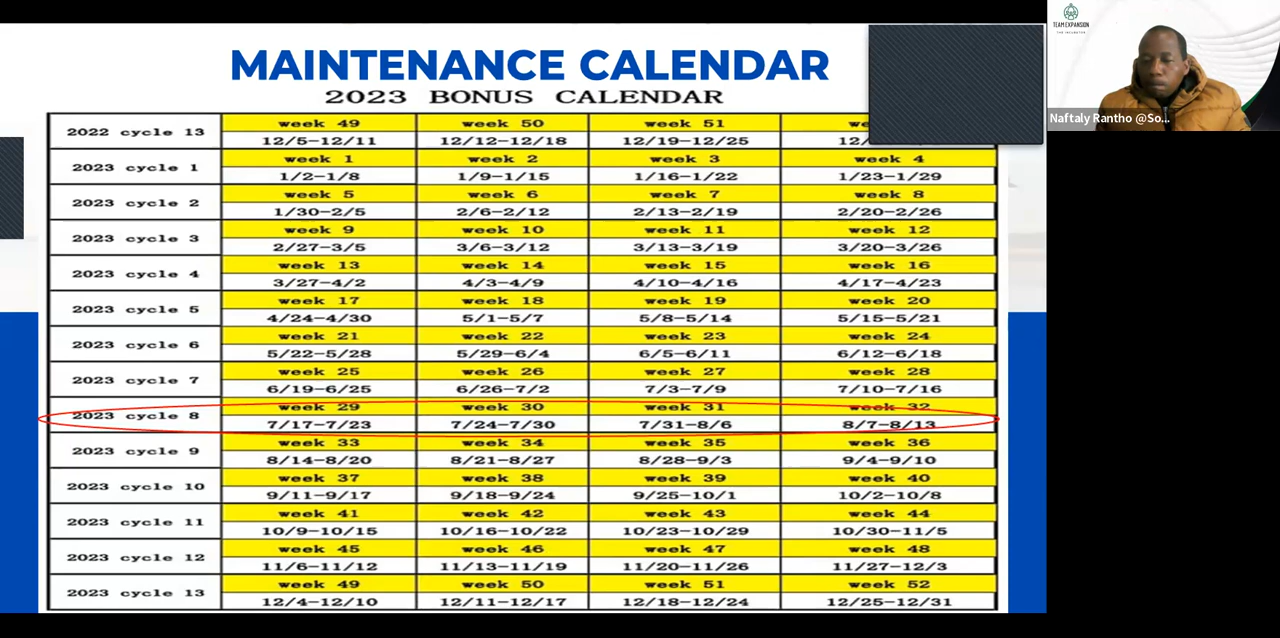 MAINTENANCE CALENDAR
2023 BONUS CALENDAR
2022 cycle 13 week 49 week 50 week 51
12/5-12/11 12/12-12/18 12/19-12/25
2023 cycle 1 week 1 week 2 week 3 week 4
1/2-1/8 1/9-1/15 1/16-1/22 1/23-1/29
2023 cycle 2 week 5 week 6 week 7 week 8
1/30-2/5 2/6-2/12 2/13-2/19 2/20-2/26
2023 cycle 3 week 9 week 10 week 11 week 12
2/27-3/5 3/6-3/12 3/13-3/19 3/20-3/26
2023 cycle 4 week 13 week 14 week 15 week 16
3/27-4/2 4/3-4/9 4/10-4/16 4/17-4/23
2023 cycle 5 week 17 week 18 week 19 week 20
4/24-4/30 5/1-5/7 5/8-5/14 5/15-5/21
2023 cycle 6 week 21 week 22 week 23 week 24
5/22-5/28 5/29-6/4 6/5-6/11 6/12-6/18
2023 cycle 7 week 25 week 26 week 27 week 28
6/19-6/25 6/26-7/2 7/3-7/9 7/10-7/16
2023 cycle 8 week 29 week 30 week 31 week 32
7/17-7/23 7/24-7/30 7/31-8/6 8/7-8/13
2023 cycle 9 week 33 week 34 week 35 week 36
8/14-8/20 8/21-8/27 8/28-9/3 9/4-9/10
2023 cycle 10 week 37 week 38 week 39 week 40
9/11-9/17 9/18-9/24 9/25-10/1 10/2-10/8
2023 cycle 11 week 41 week 42 week 43 week 44
10/9-10/15 10/16-10/22 10/23-10/29 10/30-11/5
2023 cycle 12 week 45 week 46 week 47 week 48
11/6-11/12 11/13-11/19 11/20-11/26 11/27-12/3
2023 cycle 13 week 49 week 50 week 51 week 52
12/4-12/10 12/11-12/17 12/18-12/24 12/25-12/31
TEAM EXPANSION
THE INCUBATOR
Naftaly Rantho @So...